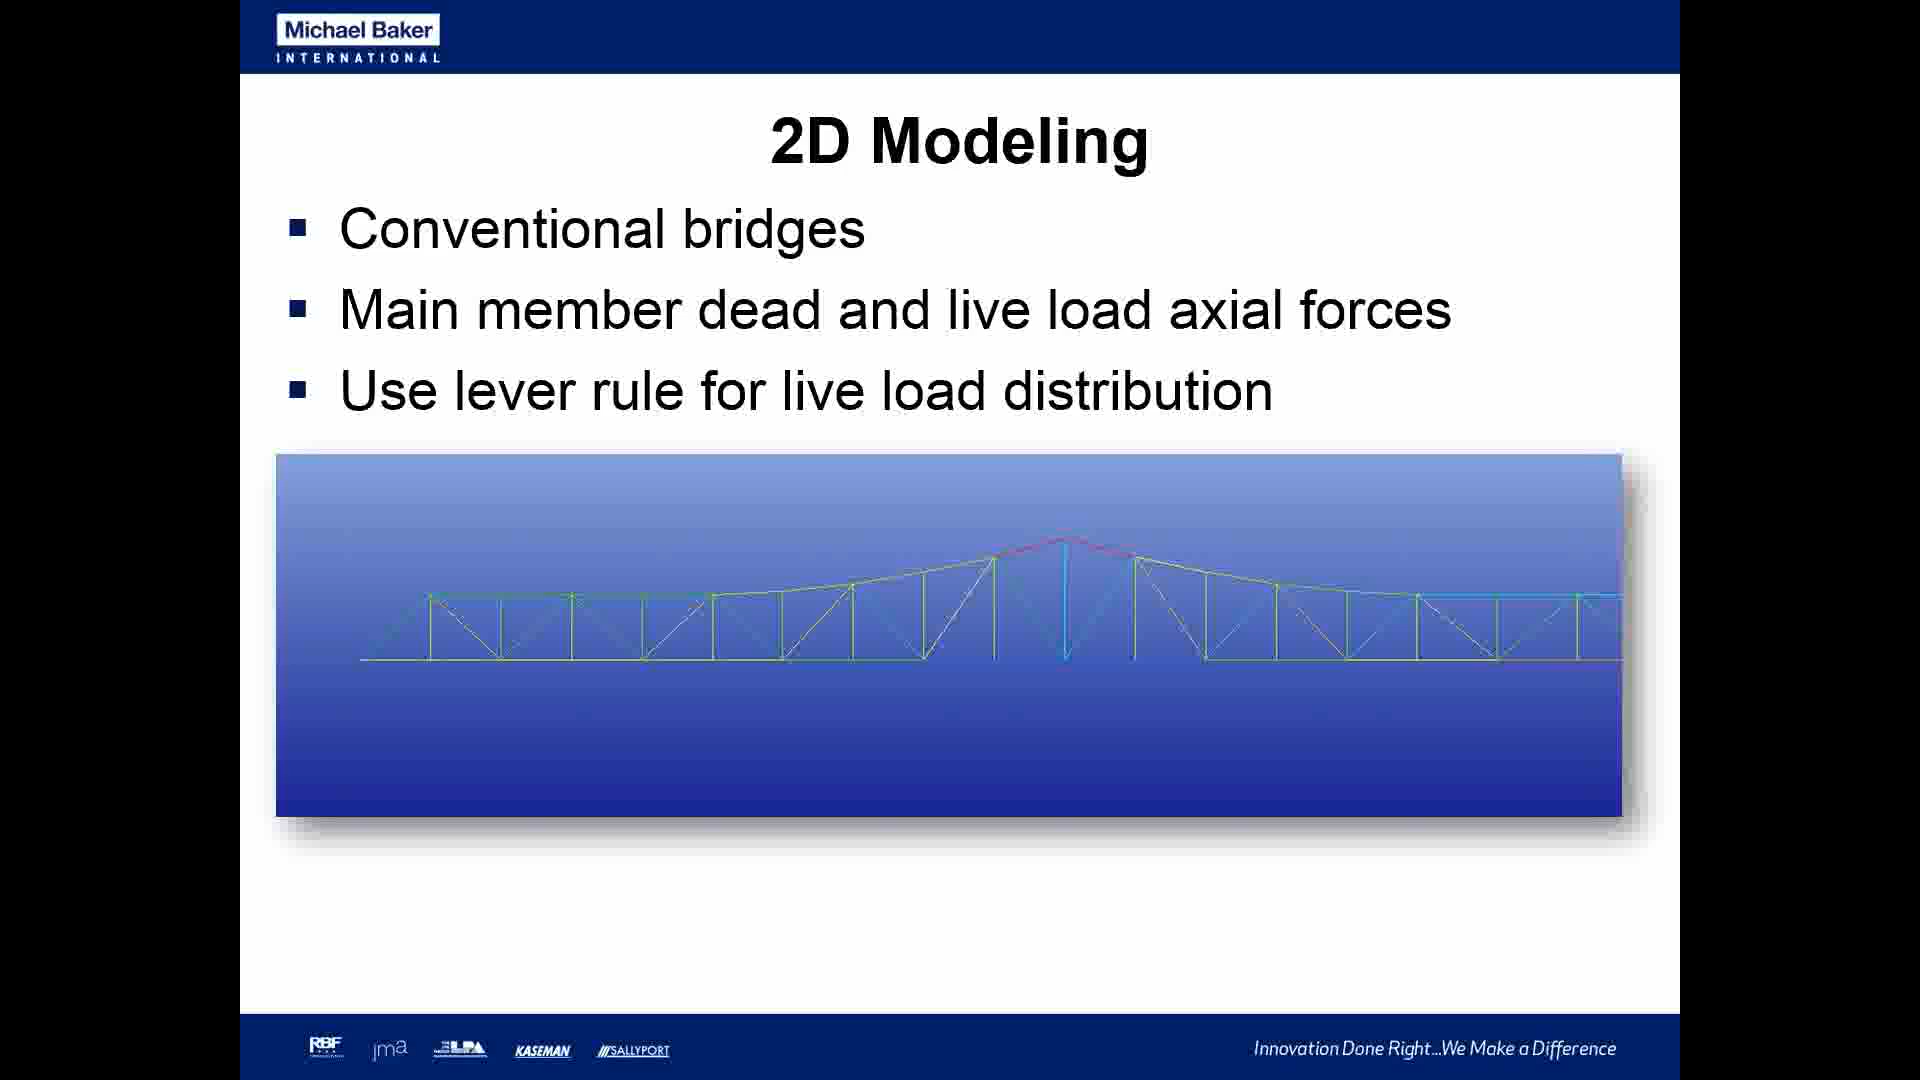 Michael Baker
INTERNATIONAL
2D Modeling
Conventional bridges
Main member dead and live load axial forces
Use lever rule for live load distribution
RBF
jma
LPA
KASEMAN
SALLYPORT
Innovation Done Right...We Make a Difference